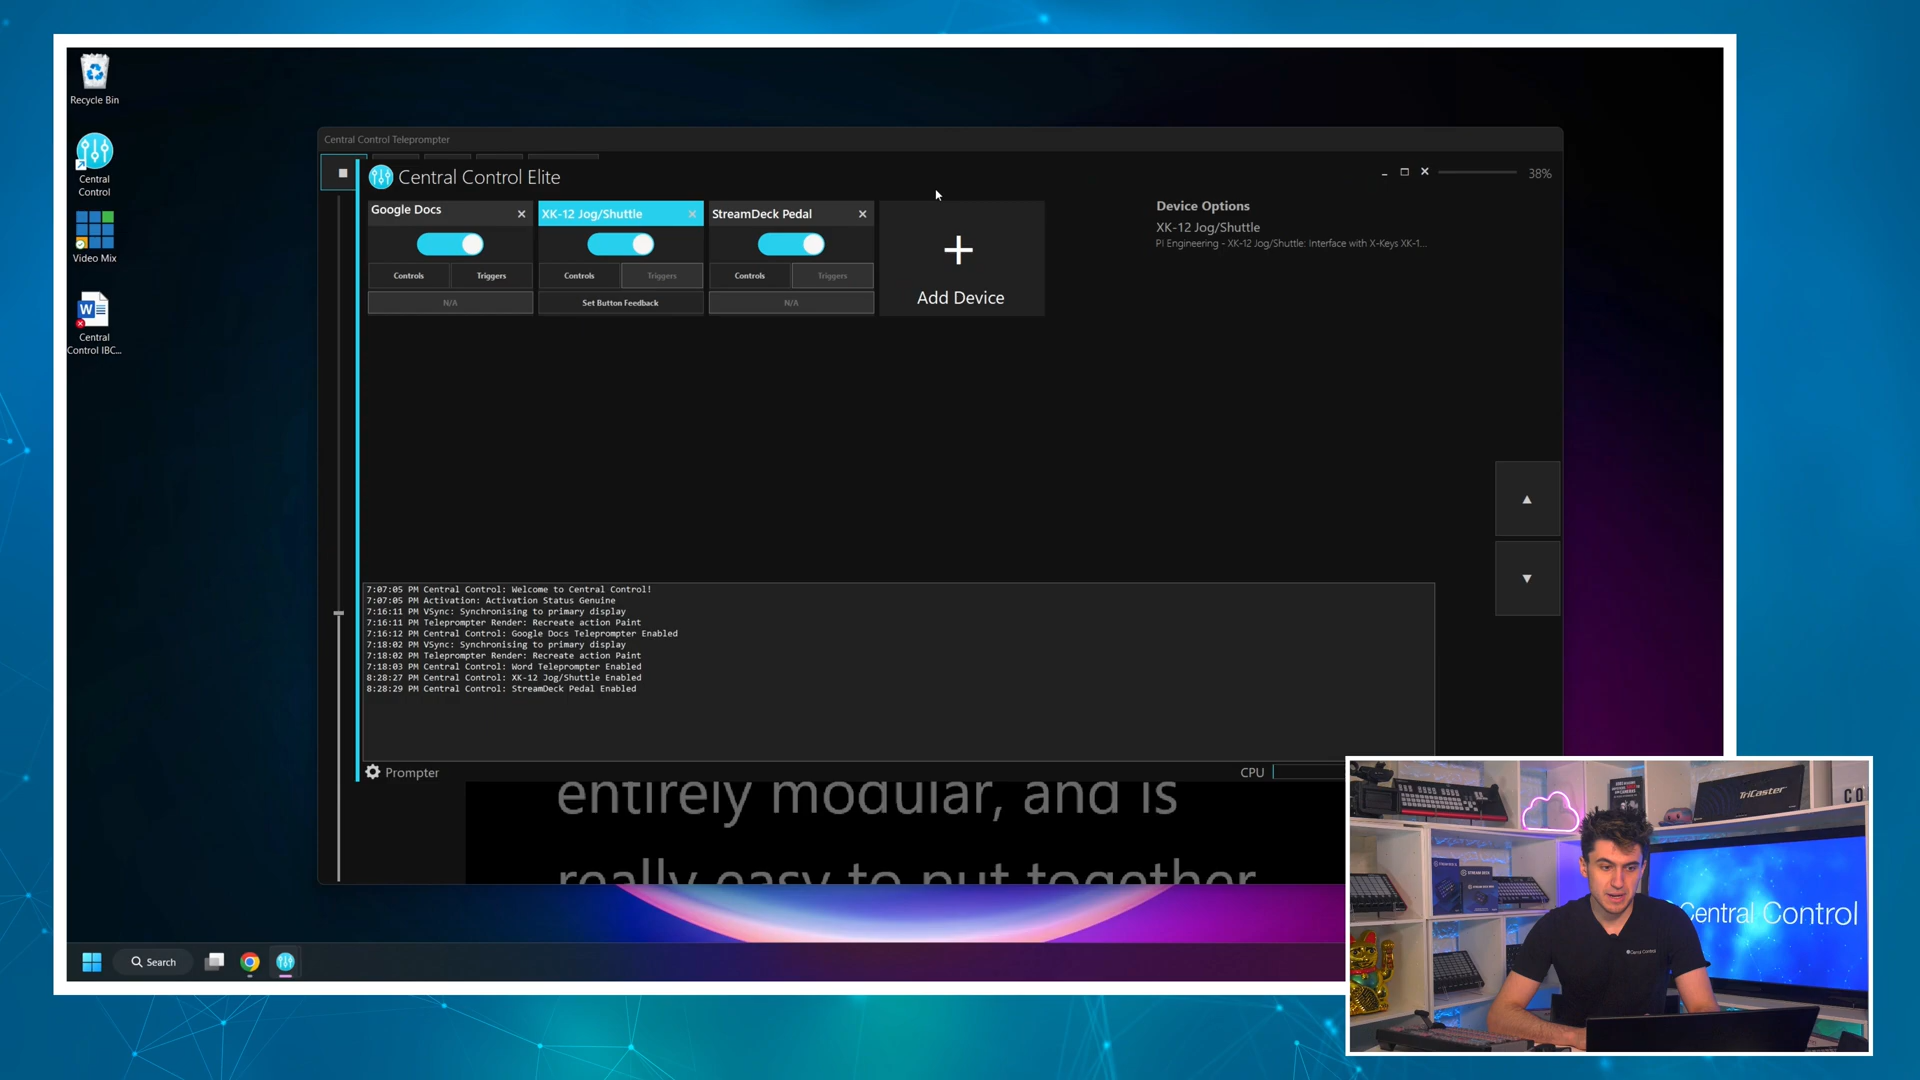 Recycle Bin
Central
Control
Video Mix
Central
Control IBC...
Central Control Teleprompter
Central Control Elite
38%
Google Docs
XK-12 Jog/Shuttle
StreamDeck Pedal
Controls
Triggers
Controls
Triggers
Controls
Triggers
N/A
Set Button Feedback
N/A
Add Device
Device Options
XK-12 Jog/Shuttle
PI Engineering - XK-12 Jog/Shuttle: Interface with X-Keys XK-1...
7:07:05 PM Central Control: Welcome to Central Control!
7:07:05 PM Activation: Activation Status Genuine
7:16:11 PM VSync: Synchronising to primary display
7:16:11 PM Teleprompter Render: Recreate action Paint
7:16:12 PM Central Control: Google Docs Teleprompter Enabled
7:18:02 PM VSync: Synchronising to primary display
7:18:02 PM Teleprompter Render: Recreate action Paint
7:18:03 PM Central Control: Word Teleprompter Enabled
8:28:27 PM Central Control: XK-12 Jog/Shuttle Enabled
8:28:29 PM Central Control: StreamDeck Pedal Enabled
Prompter
CPU
entirely modular, and is
really easy to put together
Search
TriCaster
CO
STREAM DECK
Central Control
Central Control